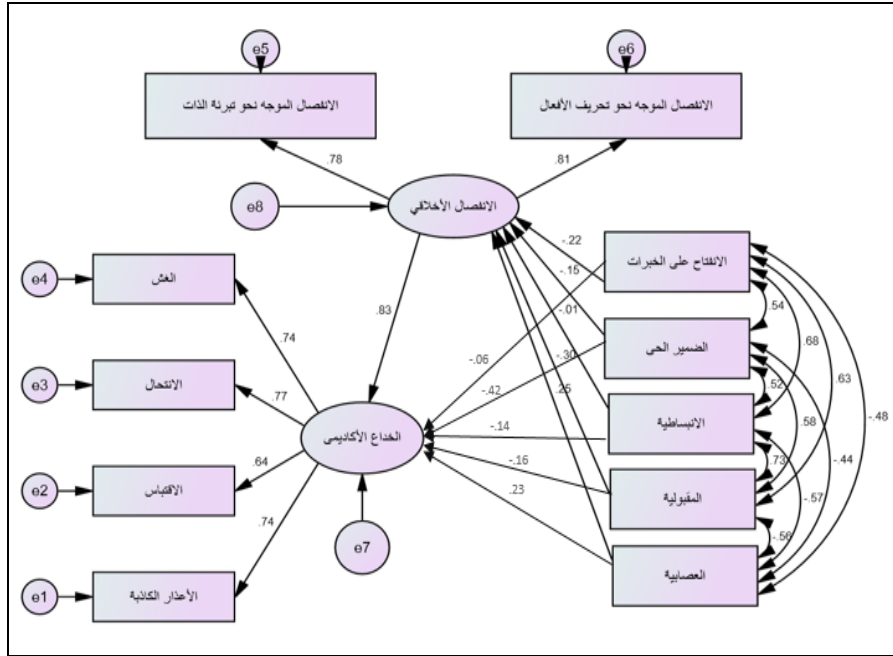 e5
e6
الانفصال الموجه نحو تبرئة الذات
الانفصال الموجه نحو تحريف الأفعال
.78
.81
e8
الانفصال الأخلاقي
-.22
الانفتاح على الخبرات
e4
الغش
-.15
-.01
.54
.83
.74
الضمير الحى
-.06
-.30
.68
.63
e3
الانتحال
.77
-.42
.25
.52
.58
-.48
الانبساطية
الخداع الأكاديمى
-.14
.73
-.44
.64
-.16
-.57
e2
الاقتباس
.23
المقبولية
.74
-.56
e7
العصابية
e1
الأعذار الكاذبة